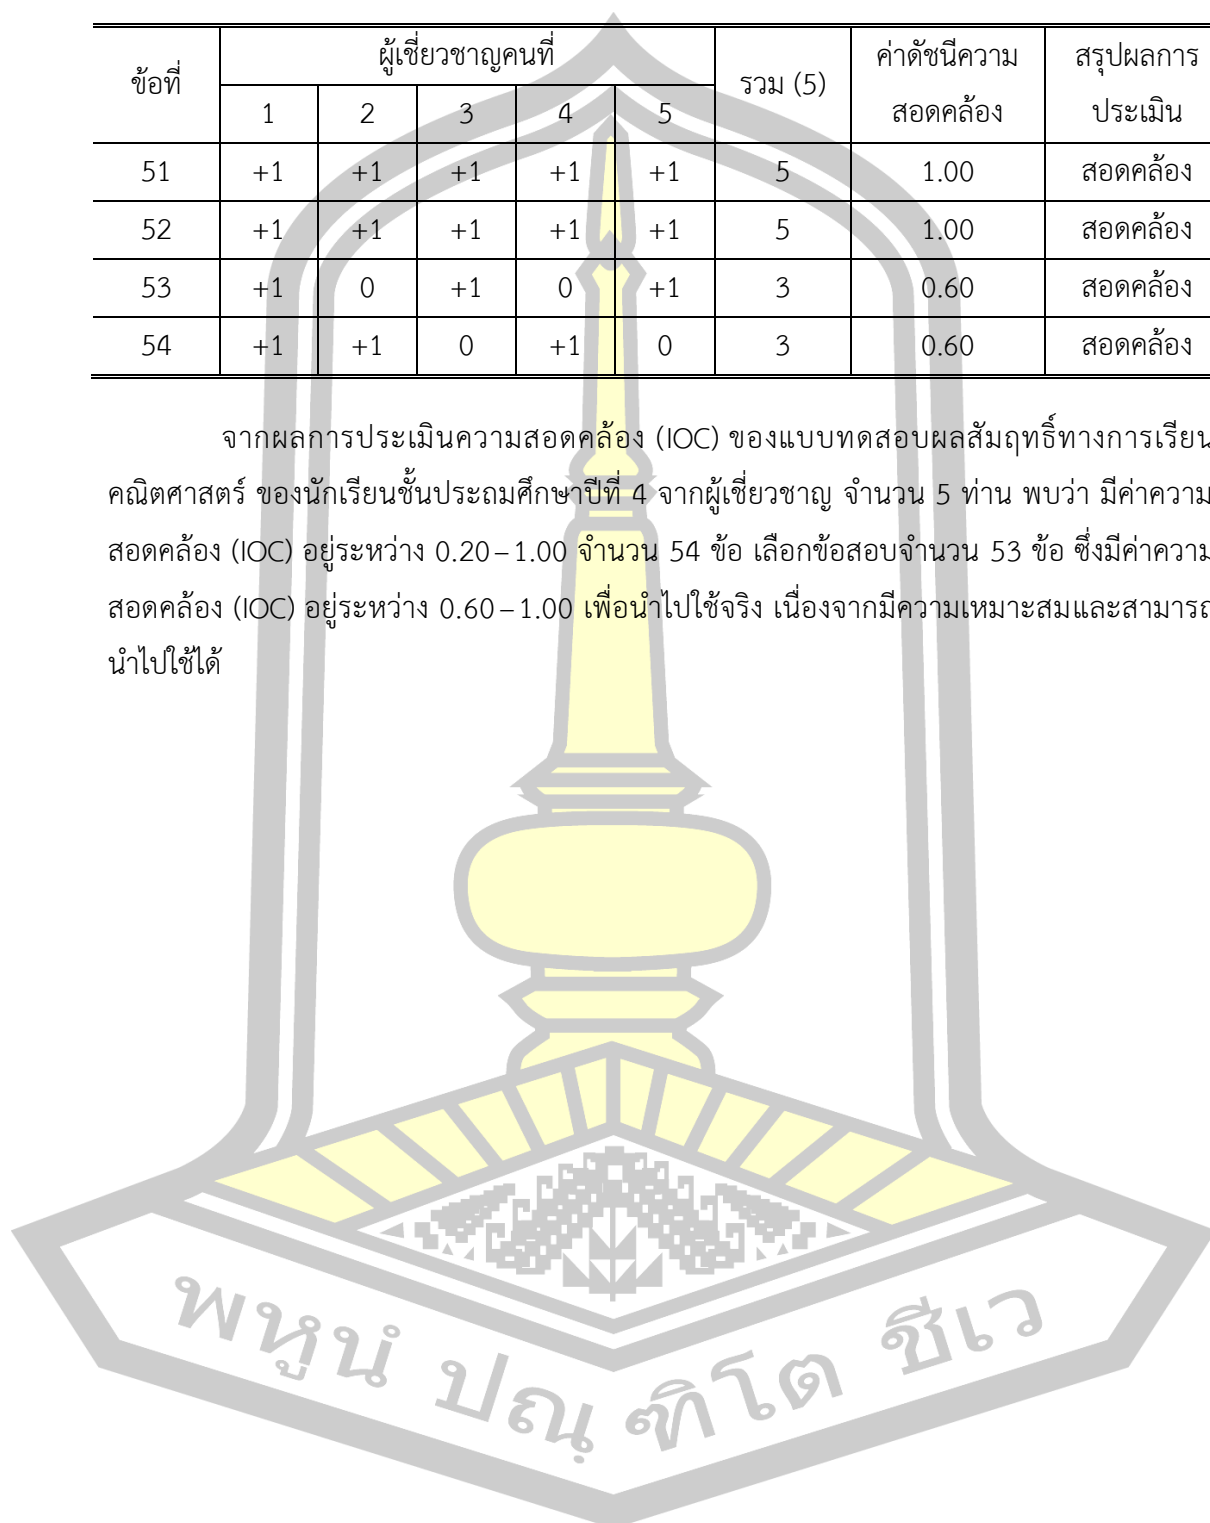 ข้อที่ ผู้เชี่ยวชาญคนที่ รวม (5) ค่าดัชนีความสอดคล้อง สรุปผลการประเมิน
1 2 3 4 5
51 +1 +1 +1 +1 +1 5 1.00 สอดคล้อง
52 +1 +1 +1 +1 +1 5 1.00 สอดคล้อง
53 +1 0 +1 0 +1 3 0.60 สอดคล้อง
54 +1 +1 0 +1 0 3 0.60 สอดคล้อง
จากผลการประเมินความสอดคล้อง (IOC) ของแบบทดสอบผลสัมฤทธิ์ทางการเรียน
คณิตศาสตร์ ของนักเรียนชั้นประถมศึกษาปีที่ 4 จากผู้เชี่ยวชาญ จำนวน 5 ท่าน พบว่า มีค่าความ
สอดคล้อง (IOC) อยู่ระหว่าง 0.20–1.00 จำนวน 54 ข้อ เลือกข้อสอบจำนวน 53 ข้อ ซึ่งมีค่าความ
สอดคล้อง (IOC) อยู่ระหว่าง 0.60–1.00 เพื่อนำไปใช้จริง เนื่องจากมีความเหมาะสมและสามารถ
นำไปใช้ได้
พหูนํ ปณฺฑิโต ชีเว